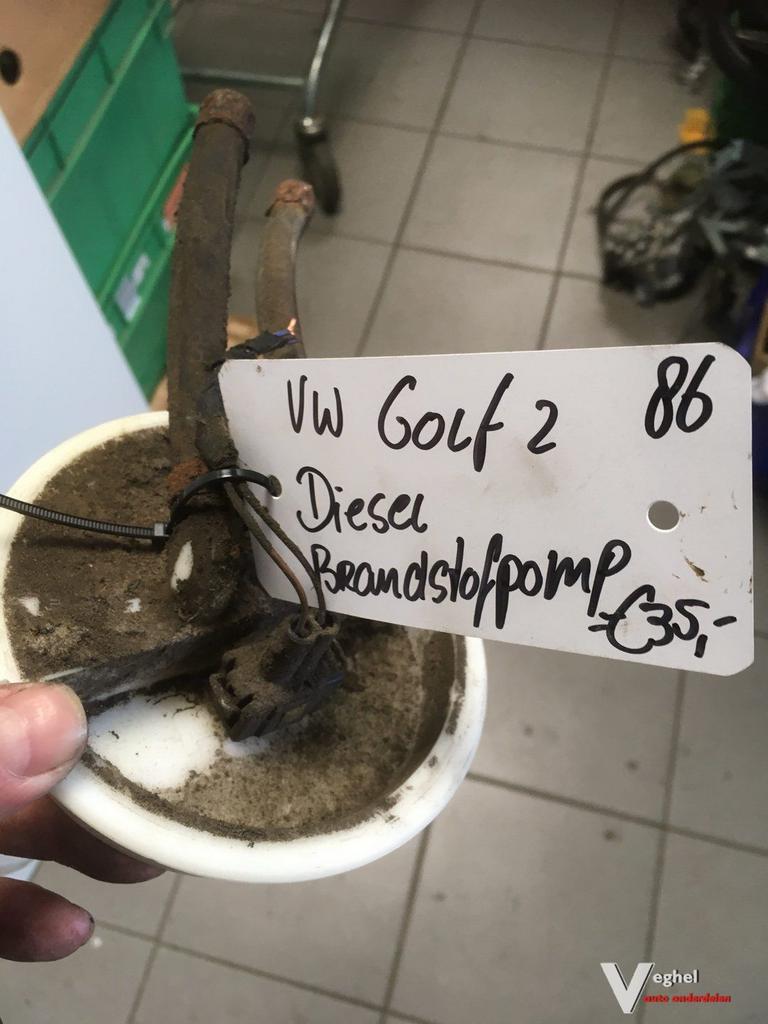 VW Golf 2 86
Diesel
Brandstofpomp
€35,-
Veghel
auto onderdelen